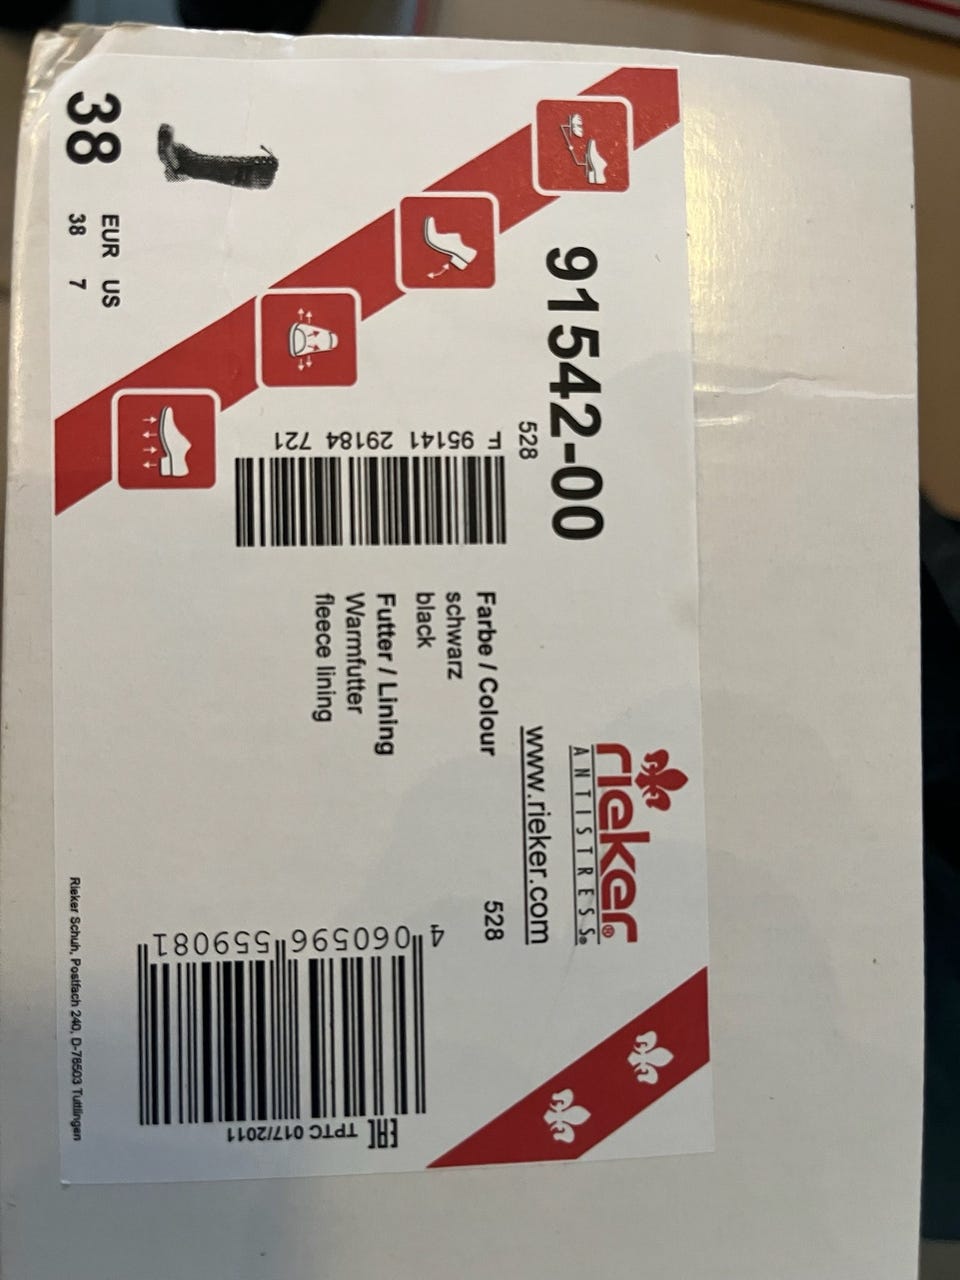 91542-00
528
F 95141 29184 721
38
EUR US
38 7
rieker®
ANTISTRESS®
www.rieker.com
528
Farbe / Colour
schwarz
black
Futter / Lining
Warmfutter
fleece lining
4 060596 559081
EAC TPTC 017/2011
Rieker Schuh, Postfach 240, D-78503 Tuttlingen